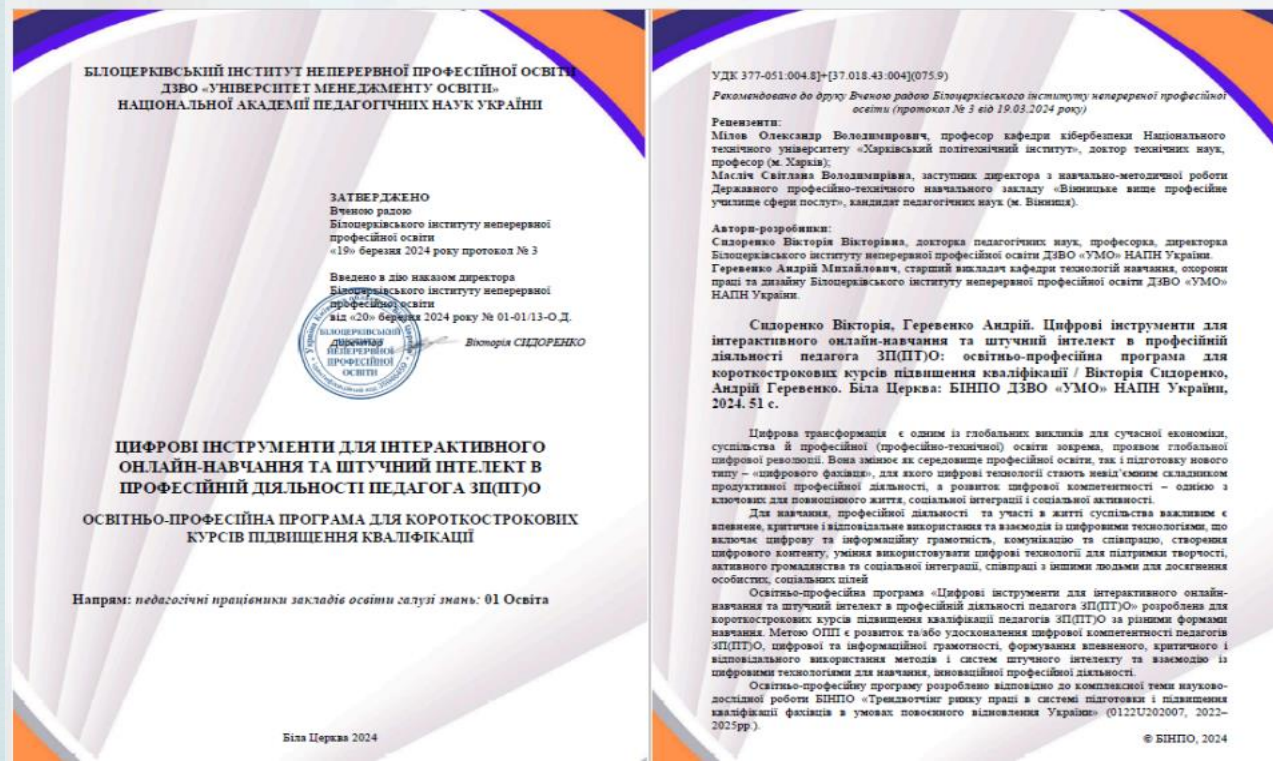 БІЛОЦЕРКІВСЬКИЙ ІНСТИТУТ НЕПЕРЕРВНОЇ ПРОФЕСІЙНОЇ ОСВІТИ
ДЗВО «УНІВЕРСИТЕТ МЕНЕДЖМЕНТУ ОСВІТИ»
НАЦІОНАЛЬНОЇ АКАДЕМІЇ ПЕДАГОГІЧНИХ НАУК УКРАЇНИ
ЗАТВЕРДЖЕНО
Вченою радою
Білоцерківського інституту неперервної
професійної освіти
«19» березня 2024 року протокол № 3
Введено в дію наказом директора
Білоцерківського інституту неперервної
професійної освіти
від «20» березня 2024 року № 01-01/13-О.Д.
Директор Вікторія СИДОРЕНКО
БІЛОЦЕРКІВСЬКИЙ
ІНСТИТУТ
НЕПЕРЕРВНОЇ
ПРОФЕСІЙНОЇ
ОСВІТИ
ЦИФРОВІ ІНСТРУМЕНТИ ДЛЯ ІНТЕРАКТИВНОГО
ОНЛАЙН-НАВЧАННЯ ТА ШТУЧНИЙ ІНТЕЛЕКТ В
ПРОФЕСІЙНІЙ ДІЯЛЬНОСТІ ПЕДАГОГА ЗП(ПТ)О
ОСВІТНЬО-ПРОФЕСІЙНА ПРОГРАМА ДЛЯ КОРОТКОСТРОКОВИХ
КУРСІВ ПІДВИЩЕННЯ КВАЛІФІКАЦІЇ
Напрям: педагогічні працівники закладів освіти галузі знань: 01 Освіта
Біла Церква 2024
УДК 377-051:004.8]+[37.018.43:004](075.9)
Рекомендовано до друку Вченою радою Білоцерківського інституту неперервної професійної
освіти (протокол № 3 від 19.03.2024 року)
Рецензенти:
Мілов Олександр Володимирович, професор кафедри кібербезпеки Національного
технічного університету «Харківський політехнічний інститут», доктор технічних наук,
професор (м. Харків);
Масліч Світлана Володимирівна, заступник директора з навчально-методичної роботи
Державного професійно-технічного навчального закладу «Вінницьке вище професійне
училище сфери послуг», кандидат педагогічних наук (м. Вінниця).
Автори-розробники:
Сидоренко Вікторія Вікторівна, докторка педагогічних наук, професорка, директорка
Білоцерківського інституту неперервної професійної освіти ДЗВО «УМО» НАПН України.
Геревенко Андрій Михайлович, старший викладач кафедри технологій навчання, охорони
праці та дизайну Білоцерківського інституту неперервної професійної освіти ДЗВО «УМО»
НАПН України.
Сидоренко Вікторія, Геревенко Андрій. Цифрові інструменти для
інтерактивного онлайн-навчання та штучний інтелект в професійній
діяльності педагога ЗП(ПТ)О: освітньо-професійна програма для
короткострокових курсів підвищення кваліфікації / Вікторія Сидоренко,
Андрій Геревенко. Біла Церква: БІНПО ДЗВО «УМО» НАПН України,
2024. 51 с.
Цифрова трансформація є одним із глобальних викликів для сучасної економіки,
суспільства й професійної (професійно-технічної) освіти зокрема, проявом глобальної
цифрової революції. Вона змінює як середовище професійної освіти, так і підготовку нового
типу – «цифрового фахівця», для якого цифрові технології стають невід’ємним складником
продуктивної професійної діяльності, а розвиток цифрової компетентності – однією з
ключових для повноцінного життя, соціальної інтеграції і соціальної активності.
Для навчання, професійної діяльності та участі в житті суспільства важливим є
впевнене, критичне і відповідальне використання та взаємодія із цифровими технологіями, що
включає цифрову та інформаційну грамотність, комунікацію та співпрацю, створення
цифрового контенту, уміння використовувати цифрові технології для підтримки творчості,
активного громадянства та соціальної інтеграції, співпраці з іншими людьми для досягнення
особистих, соціальних цілей
Освітньо-професійна програма «Цифрові інструменти для інтерактивного онлайн-
навчання та штучний інтелект в професійній діяльності педагога ЗП(ПТ)О» розроблена для
короткострокових курсів підвищення кваліфікації педагогів ЗП(ПТ)О за різними формами
навчання. Метою ОПП є розвиток та/або удосконалення цифрової компетентності педагогів
ЗП(ПТ)О, цифрової та інформаційної грамотності, формування впевненого, критичного і
відповідального використання методів і систем штучного інтелекту та взаємодію із
цифровими технологіями для навчання, інноваційної професійної діяльності.
Освітньо-професійну програму розроблено відповідно до комплексної теми науково-
дослідної роботи БІНПО «Трендвотчінг ринку праці в системі підготовки і підвищення
кваліфікації фахівців в умовах повоєнного відновлення України» (0122U202007, 2022–
2025рр.).
© БІНПО, 2024